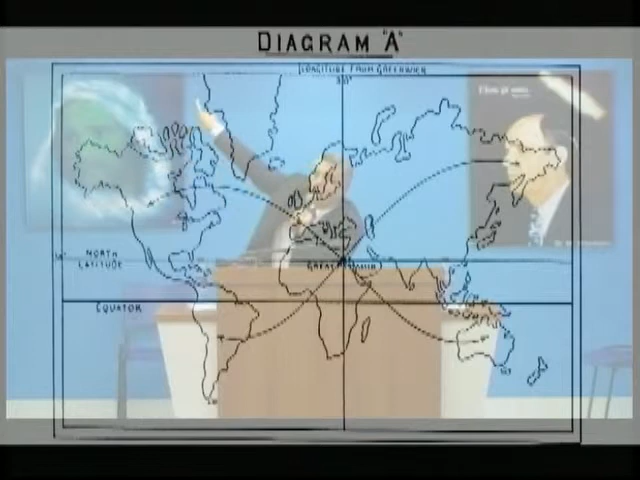 DIAGRAM "A"
LONGITUDE FROM GREENWICH
NORTH
LATITUDE
EQUATOR